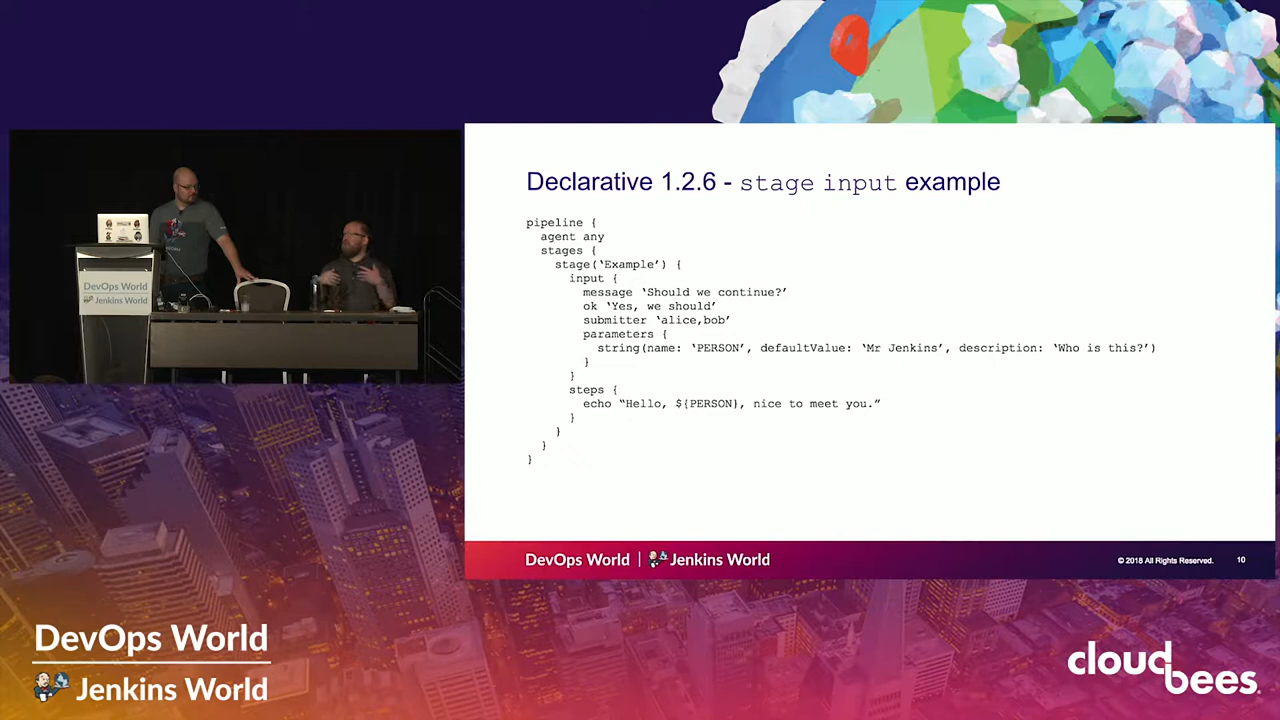 Declarative 1.2.6 - stage input example
pipeline {
agent any
stages {
stage(‘Example’) {
input {
message ‘Should we continue?’
ok ‘Yes, we should’
submitter ‘alice,bob’
parameters {
string(name: ‘PERSON’, defaultValue: ‘Mr Jenkins’, description: ‘Who is this?’)
}
}
steps {
echo “Hello, ${PERSON}, nice to meet you.”
}
}
}
}
DevOps World | Jenkins World
© 2018 All Rights Reserved.
10
DevOps World
Jenkins World
DevOps World
Jenkins World
cloudbees